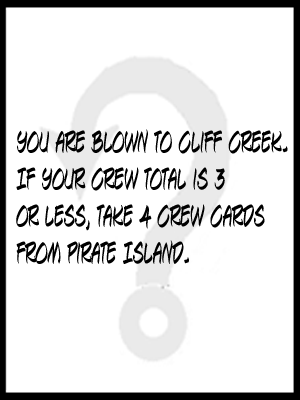 YOU ARE BLOWN TO CLIFF CREEK.
IF YOUR CREW TOTAL IS 3
OR LESS, TAKE 4 CREW CARDS
FROM PIRATE ISLAND.